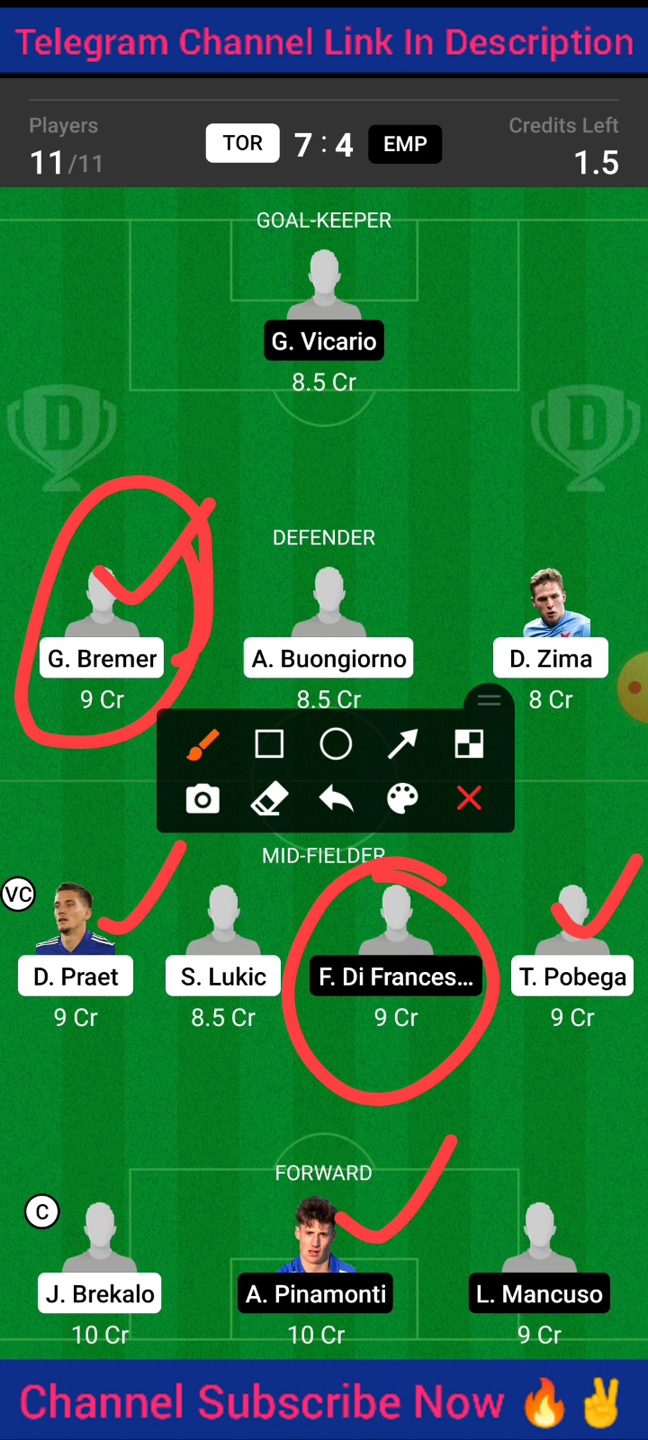 Telegram Channel Link In Description
Players
Credits Left
11/11
TOR 7 : 4 EMP
1.5
GOAL-KEEPER
G. Vicario
8.5 Cr
D D
DEFENDER
G. Bremer A. Buongiorno D. Zima
9 Cr 8.5 Cr 8 Cr
MID-FIELDER
VC
D. Praet S. Lukic F. Di Frances... T. Pobega
9 Cr 8.5 Cr 9 Cr 9 Cr
FORWARD
C
J. Brekalo A. Pinamonti L. Mancuso
10 Cr 10 Cr 9 Cr
Channel Subscribe Now 🔥✌️